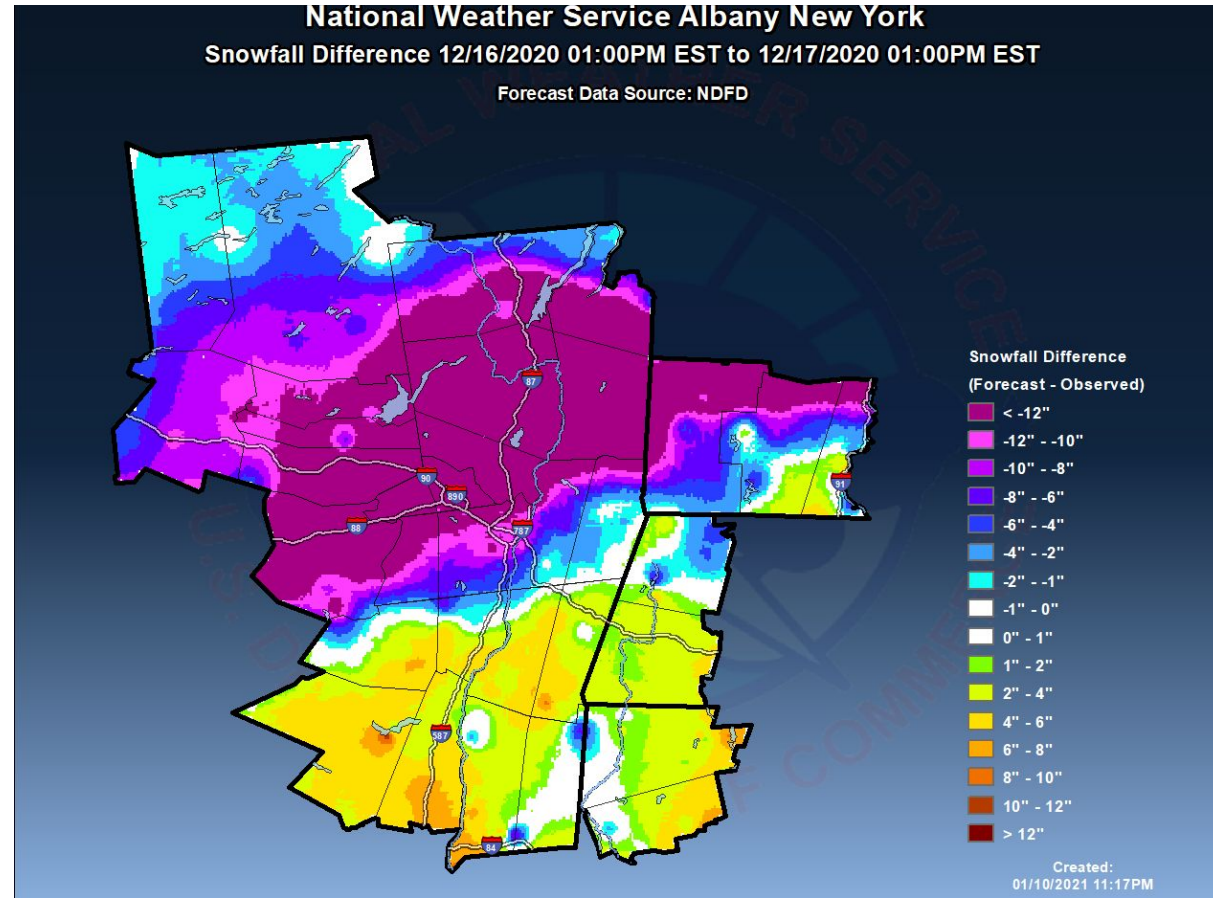 National Weather Service Albany New York
Snowfall Difference 12/16/2020 01:00PM EST to 12/17/2020 01:00PM EST
Forecast Data Source: NDFD
Snowfall Difference
(Forecast - Observed)
< -12"
-12" - -10"
-10" - -8"
-8" - -6"
-6" - -4"
-4" - -2"
-2" - -1"
-1" - 0"
0" - 1"
1" - 2"
2" - 4"
4" - 6"
6" - 8"
8" - 10"
10" - 12"
> 12"
87
90
890
88
787
91
587
84
Created:
01/10/2021 11:17PM